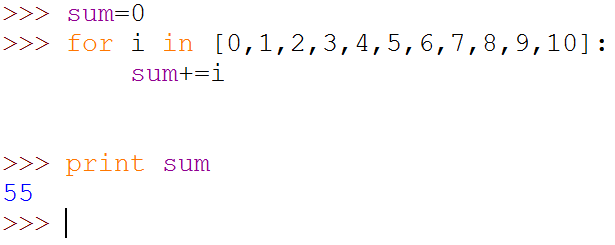 >>> sum=0
>>> for i in [0,1,2,3,4,5,6,7,8,9,10]:
        sum+=i
>>> print sum
55
>>>